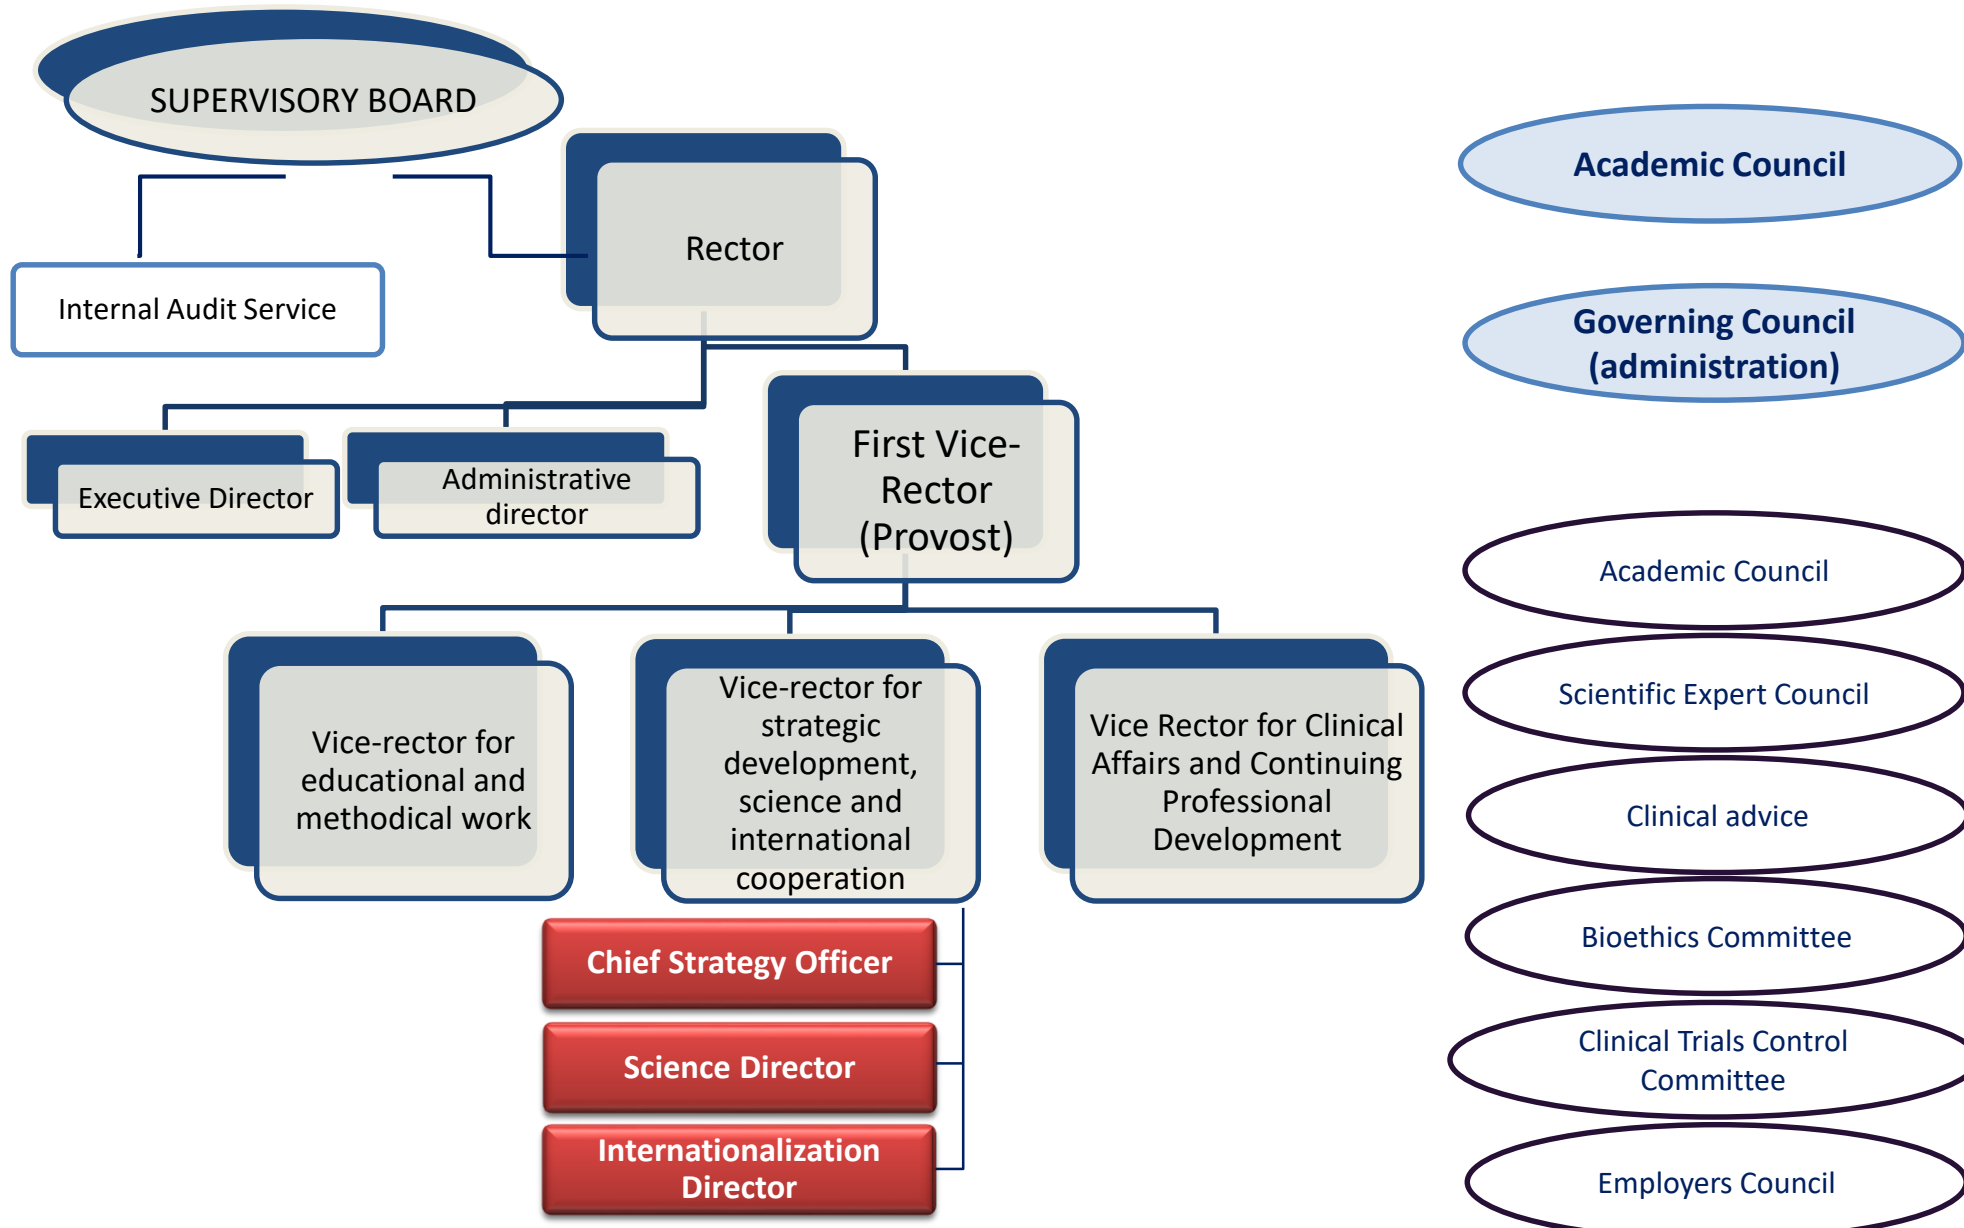 SUPERVISORY BOARD
Rector
Internal Audit Service
Executive Director
Administrative
director
First Vice-
Rector
(Provost)
Vice-rector for
educational and
methodical work
Vice-rector for
strategic
development,
science and
international
cooperation
Vice Rector for Clinical
Affairs and Continuing
Professional
Development
Chief Strategy Officer
Science Director
Internationalization
Director
Academic Council
Governing Council
(administration)
Academic Council
Scientific Expert Council
Clinical advice
Bioethics Committee
Clinical Trials Control
Committee
Employers Council